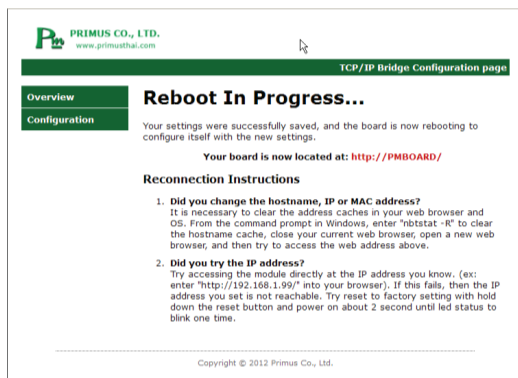 Pm PRIMUS CO., LTD.
www.primusthai.com
TCP/IP Bridge Configuration page
Overview
Configuration
Reboot In Progress...
Your settings were successfully saved, and the board is now rebooting to
configure itself with the new settings.
Your board is now located at: http://PMBOARD/
Reconnection Instructions
1. Did you change the hostname, IP or MAC address?
It is necessary to clear the address caches in your web browser and
OS. From the command prompt in Windows, enter "nbtstat -R" to clear
the hostname cache, close your current web browser, open a new web
browser, and then try to access the web address above.
2. Did you try the IP address?
Try accessing the module directly at the IP address you know. (ex:
enter "http://192.168.1.99/" into your browser). If this fails, then the IP
address you set is not reachable. Try reset to factory setting with hold
down the reset button and power on about 2 second until led status to
blink one time.
Copyright © 2012 Primus Co., Ltd.